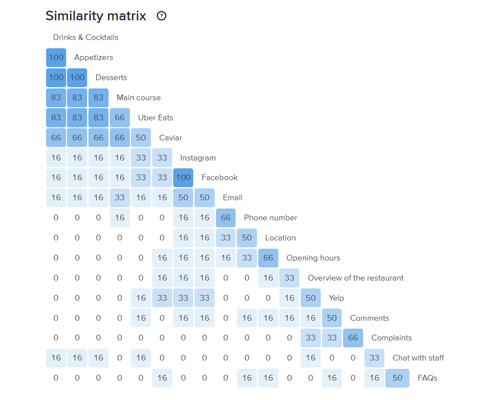 Similarity matrix ?
Drinks & Cocktails
100 Appetizers
100 100 Desserts
83 83 83 Main course
83 83 83 66 Uber Eats
66 66 66 66 50 Caviar
16 16 16 16 33 33 Instagram
16 16 16 16 33 33 100 Facebook
16 16 16 33 16 16 50 50 Email
0 0 0 16 0 0 16 16 66 Phone number
0 0 0 0 0 0 16 16 33 50 Location
0 0 0 0 0 16 16 16 16 33 66 Opening hours
0 0 0 0 0 16 16 16 0 0 16 33 Overview of the restaurant
0 0 0 0 16 33 33 33 0 0 0 16 50 Yelp
0 0 0 0 16 0 16 16 0 16 16 16 16 50 Comments
0 0 0 0 0 0 0 0 0 0 0 0 33 33 66 Complaints
16 16 16 0 16 0 0 0 0 0 0 0 16 0 0 33 Chat with staff
0 0 0 0 0 16 0 0 0 16 16 0 0 16 0 16 50 FAQs